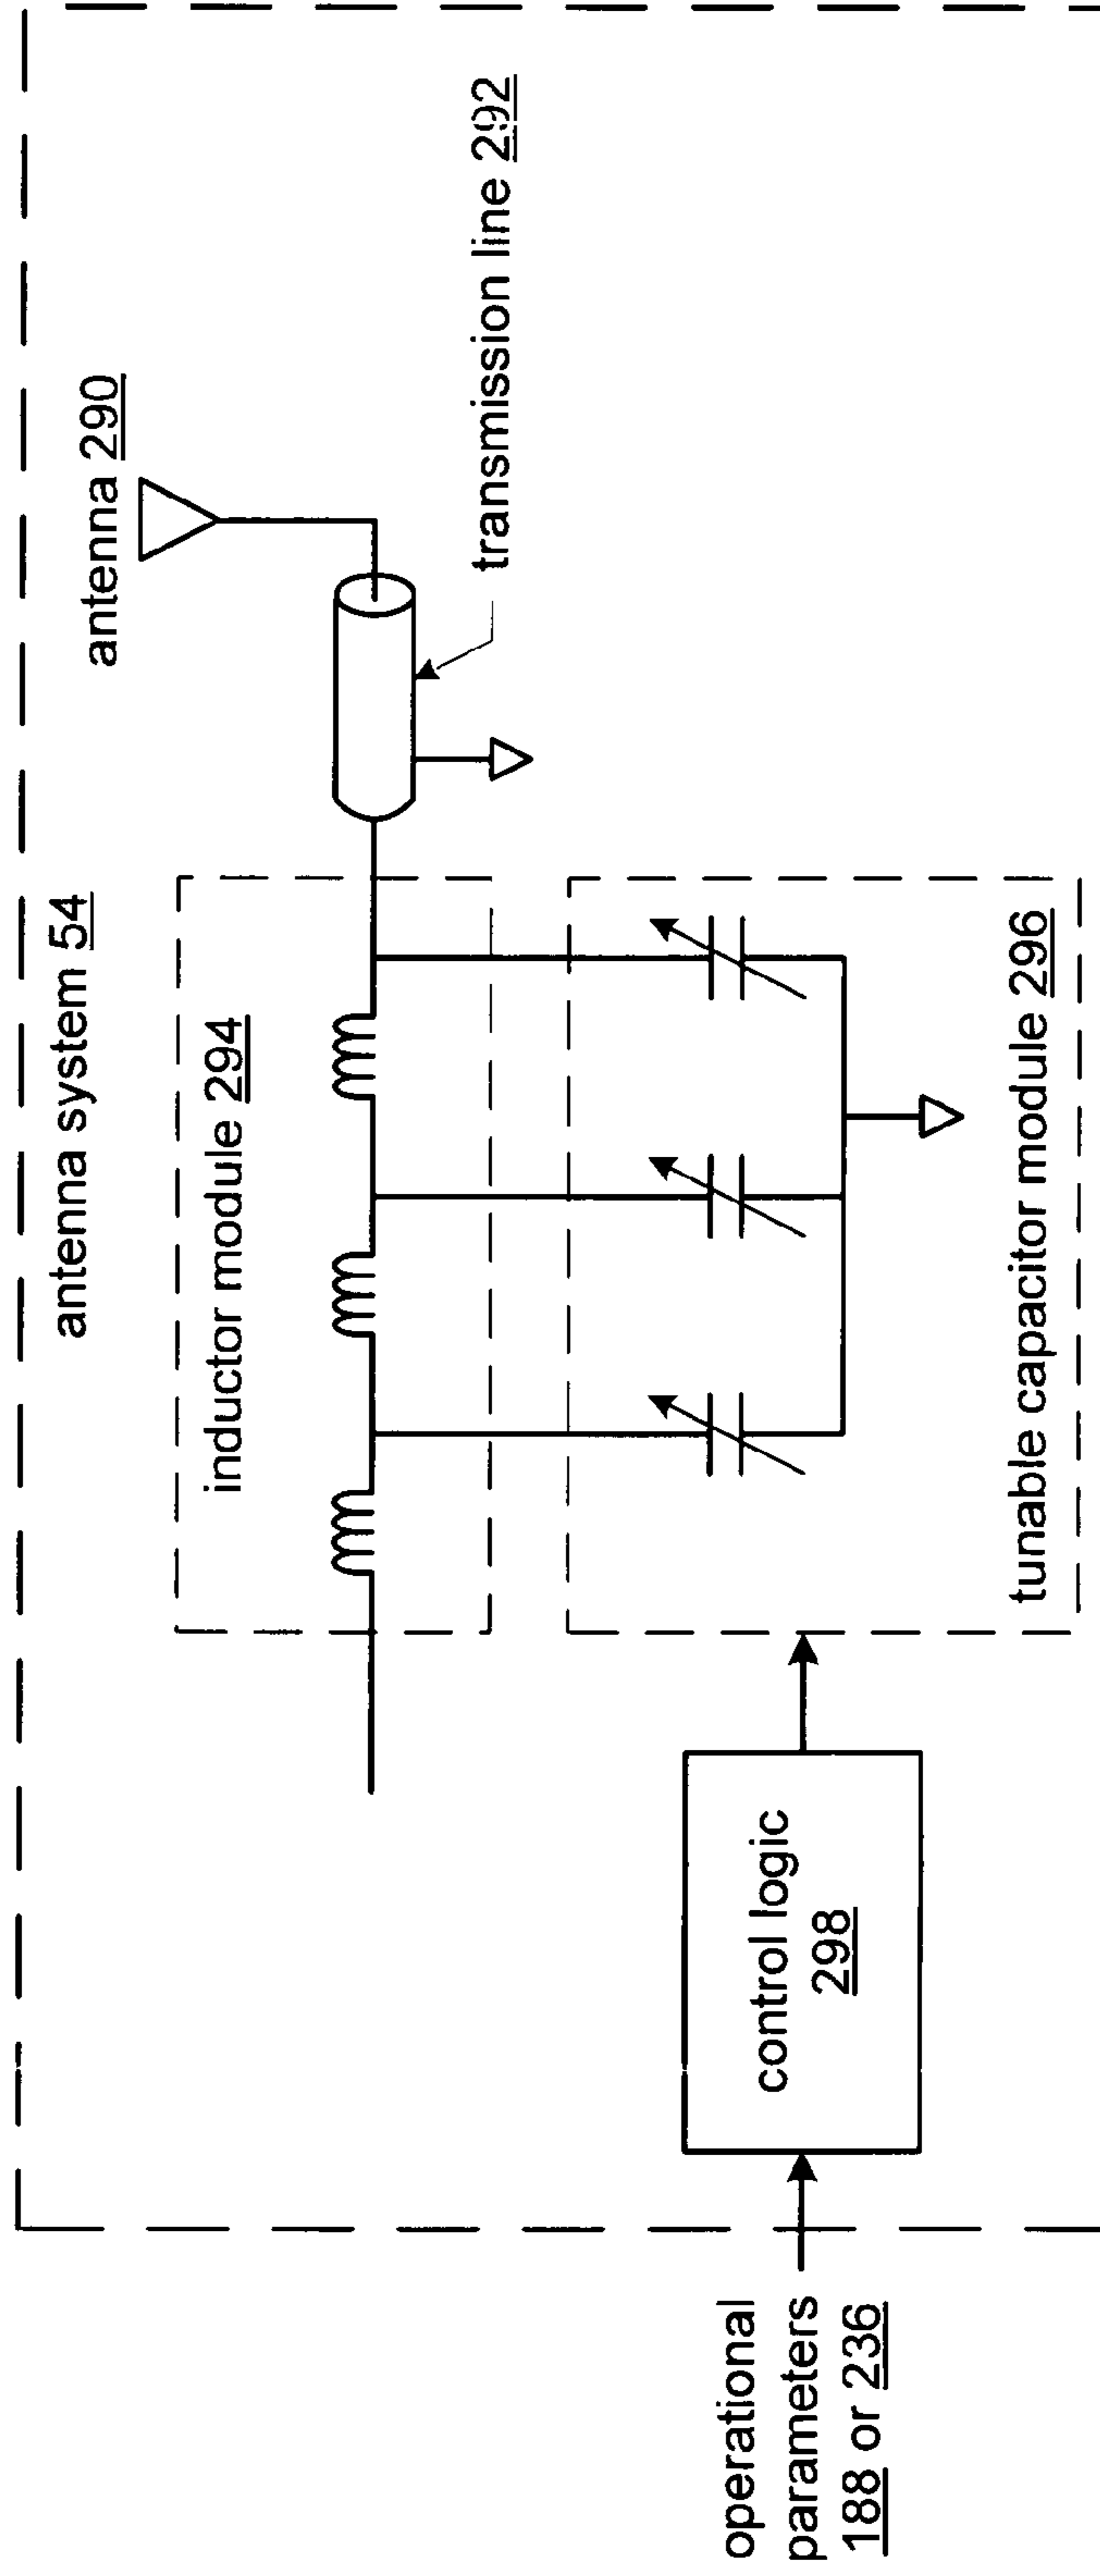 antenna system 54
antenna 290
inductor module 294
transmission line 292
tunable capacitor module 296
control logic
298
operational
parameters
188 or 236